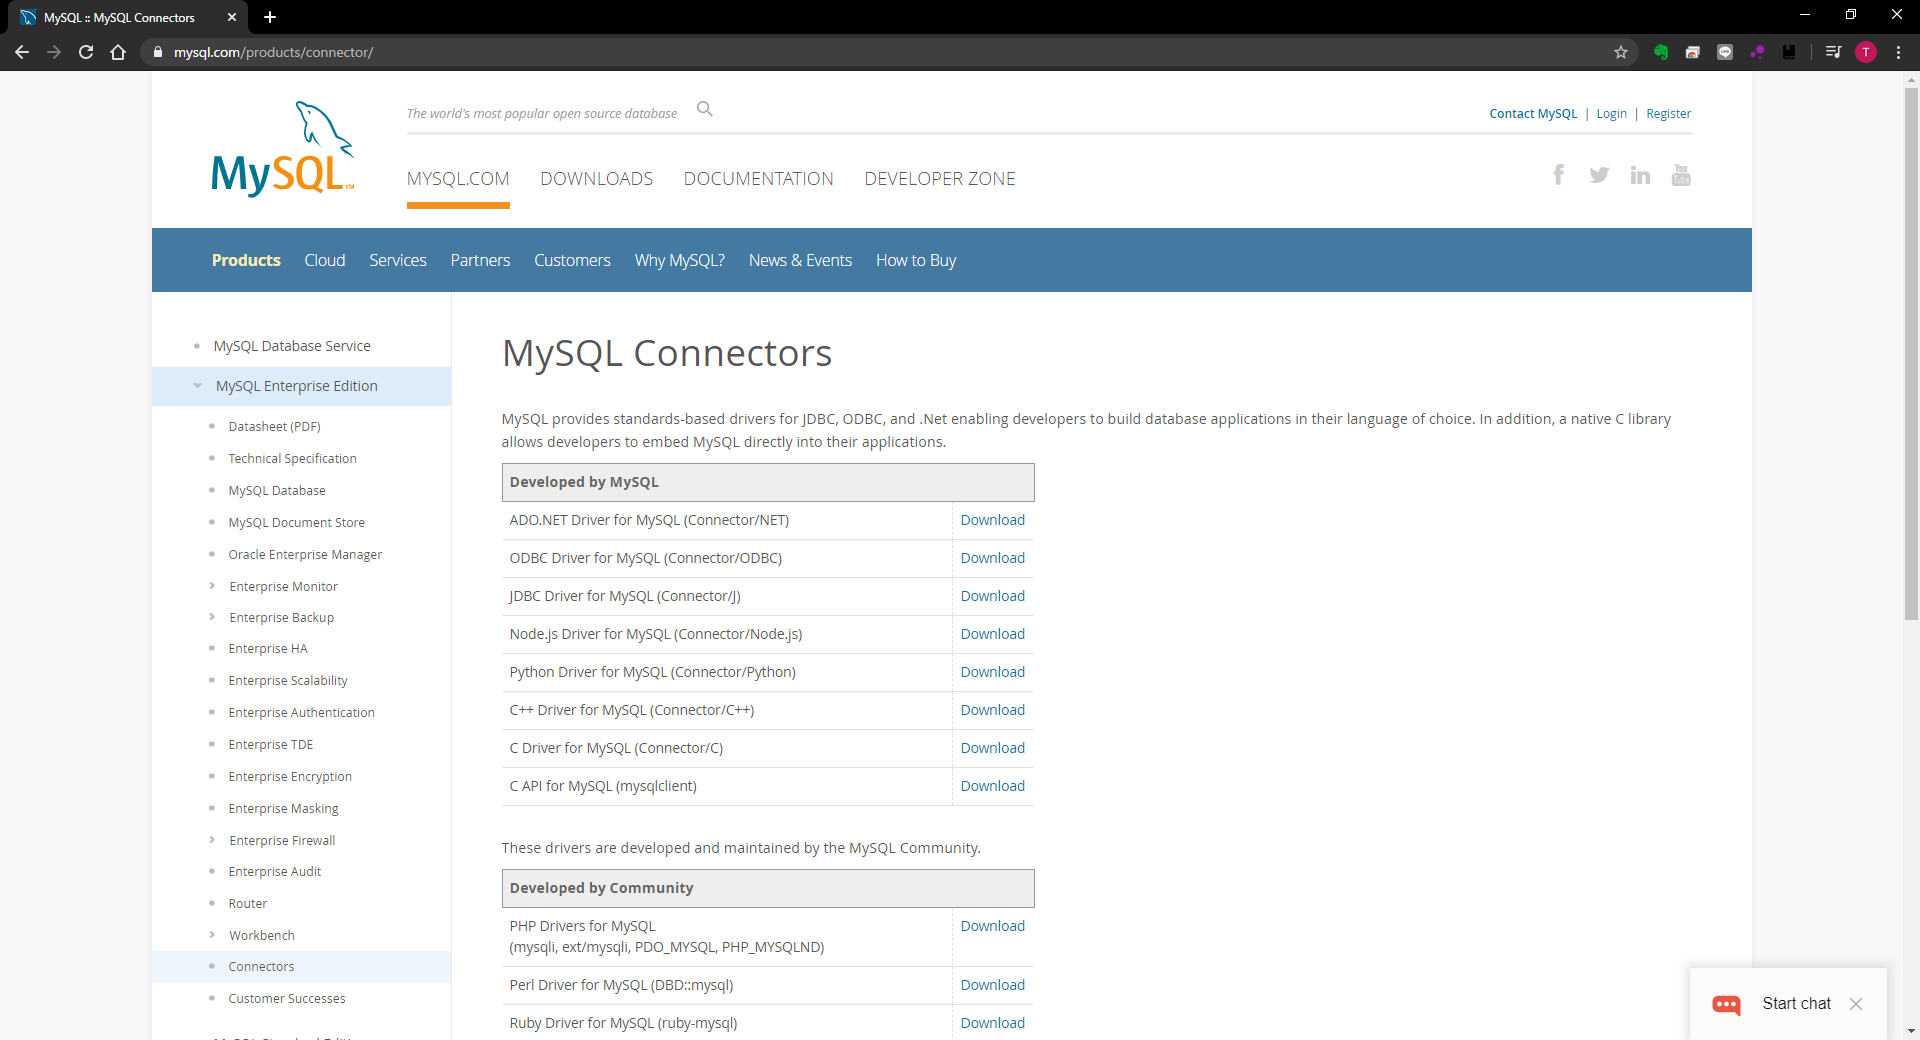 MySQL :: MySQL Connectors
mysql.com/products/connector/
T
MySQL™
The world's most popular open source database
Contact MySQL | Login | Register
MYSQL.COM DOWNLOADS DOCUMENTATION DEVELOPER ZONE
You Tube
Products Cloud Services Partners Customers Why MySQL? News & Events How to Buy
MySQL Database Service
MySQL Enterprise Edition
Datasheet (PDF)
Technical Specification
MySQL Database
MySQL Document Store
Oracle Enterprise Manager
Enterprise Monitor
Enterprise Backup
Enterprise HA
Enterprise Scalability
Enterprise Authentication
Enterprise TDE
Enterprise Encryption
Enterprise Masking
Enterprise Firewall
Enterprise Audit
Router
Workbench
Connectors
Customer Successes
MySQL Connectors
MySQL provides standards-based drivers for JDBC, ODBC, and .Net enabling developers to build database applications in their language of choice. In addition, a native C library
allows developers to embed MySQL directly into their applications.
Developed by MySQL
ADO.NET Driver for MySQL (Connector/NET) Download
ODBC Driver for MySQL (Connector/ODBC) Download
JDBC Driver for MySQL (Connector/J) Download
Node.js Driver for MySQL (Connector/Node.js) Download
Python Driver for MySQL (Connector/Python) Download
C++ Driver for MySQL (Connector/C++) Download
C Driver for MySQL (Connector/C) Download
C API for MySQL (mysqlclient) Download
These drivers are developed and maintained by the MySQL Community.
Developed by Community
PHP Drivers for MySQL Download
(mysqli, ext/mysqli, PDO_MYSQL, PHP_MYSQLND)
Perl Driver for MySQL (DBD::mysql) Download
Ruby Driver for MySQL (ruby-mysql) Download
Start chat